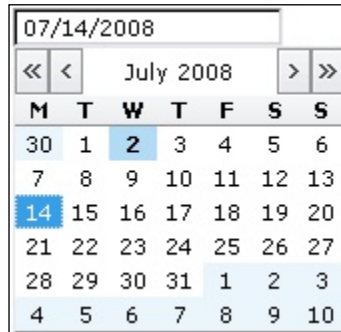 07/14/2008
« < July 2008 > »
M T W T F S S
30 1 2 3 4 5 6
7 8 9 10 11 12 13
14 15 16 17 18 19 20
21 22 23 24 25 26 27
28 29 30 31 1 2 3
4 5 6 7 8 9 10